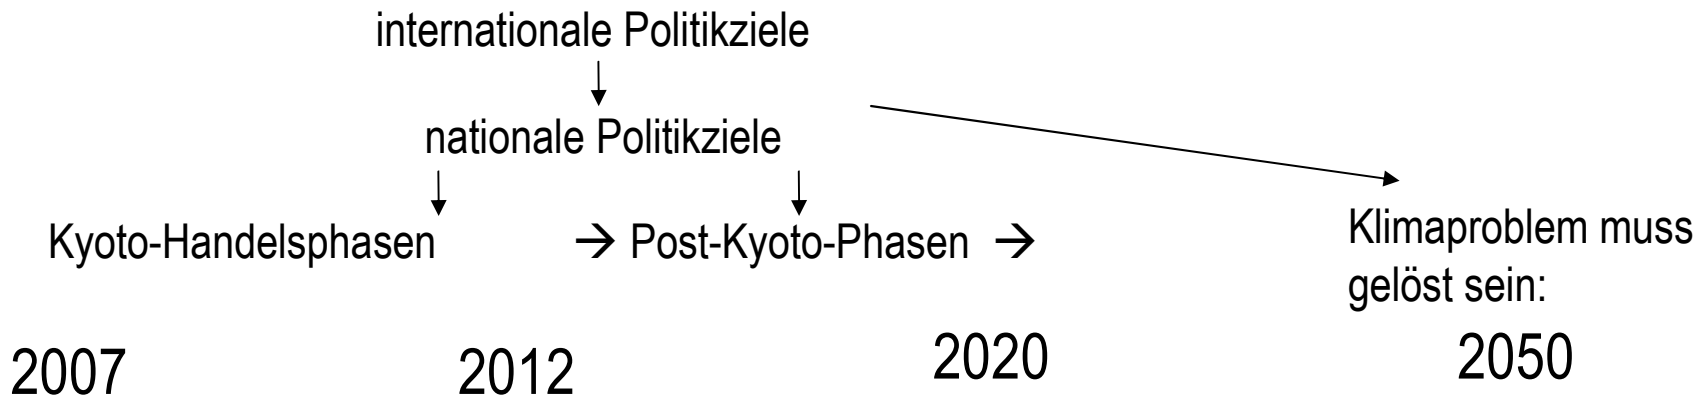 internationale Politikziele
nationale Politikziele
Kyoto-Handelsphasen → Post-Kyoto-Phasen →
Klimaproblem muss
gelöst sein:
2007 2012 2020 2050